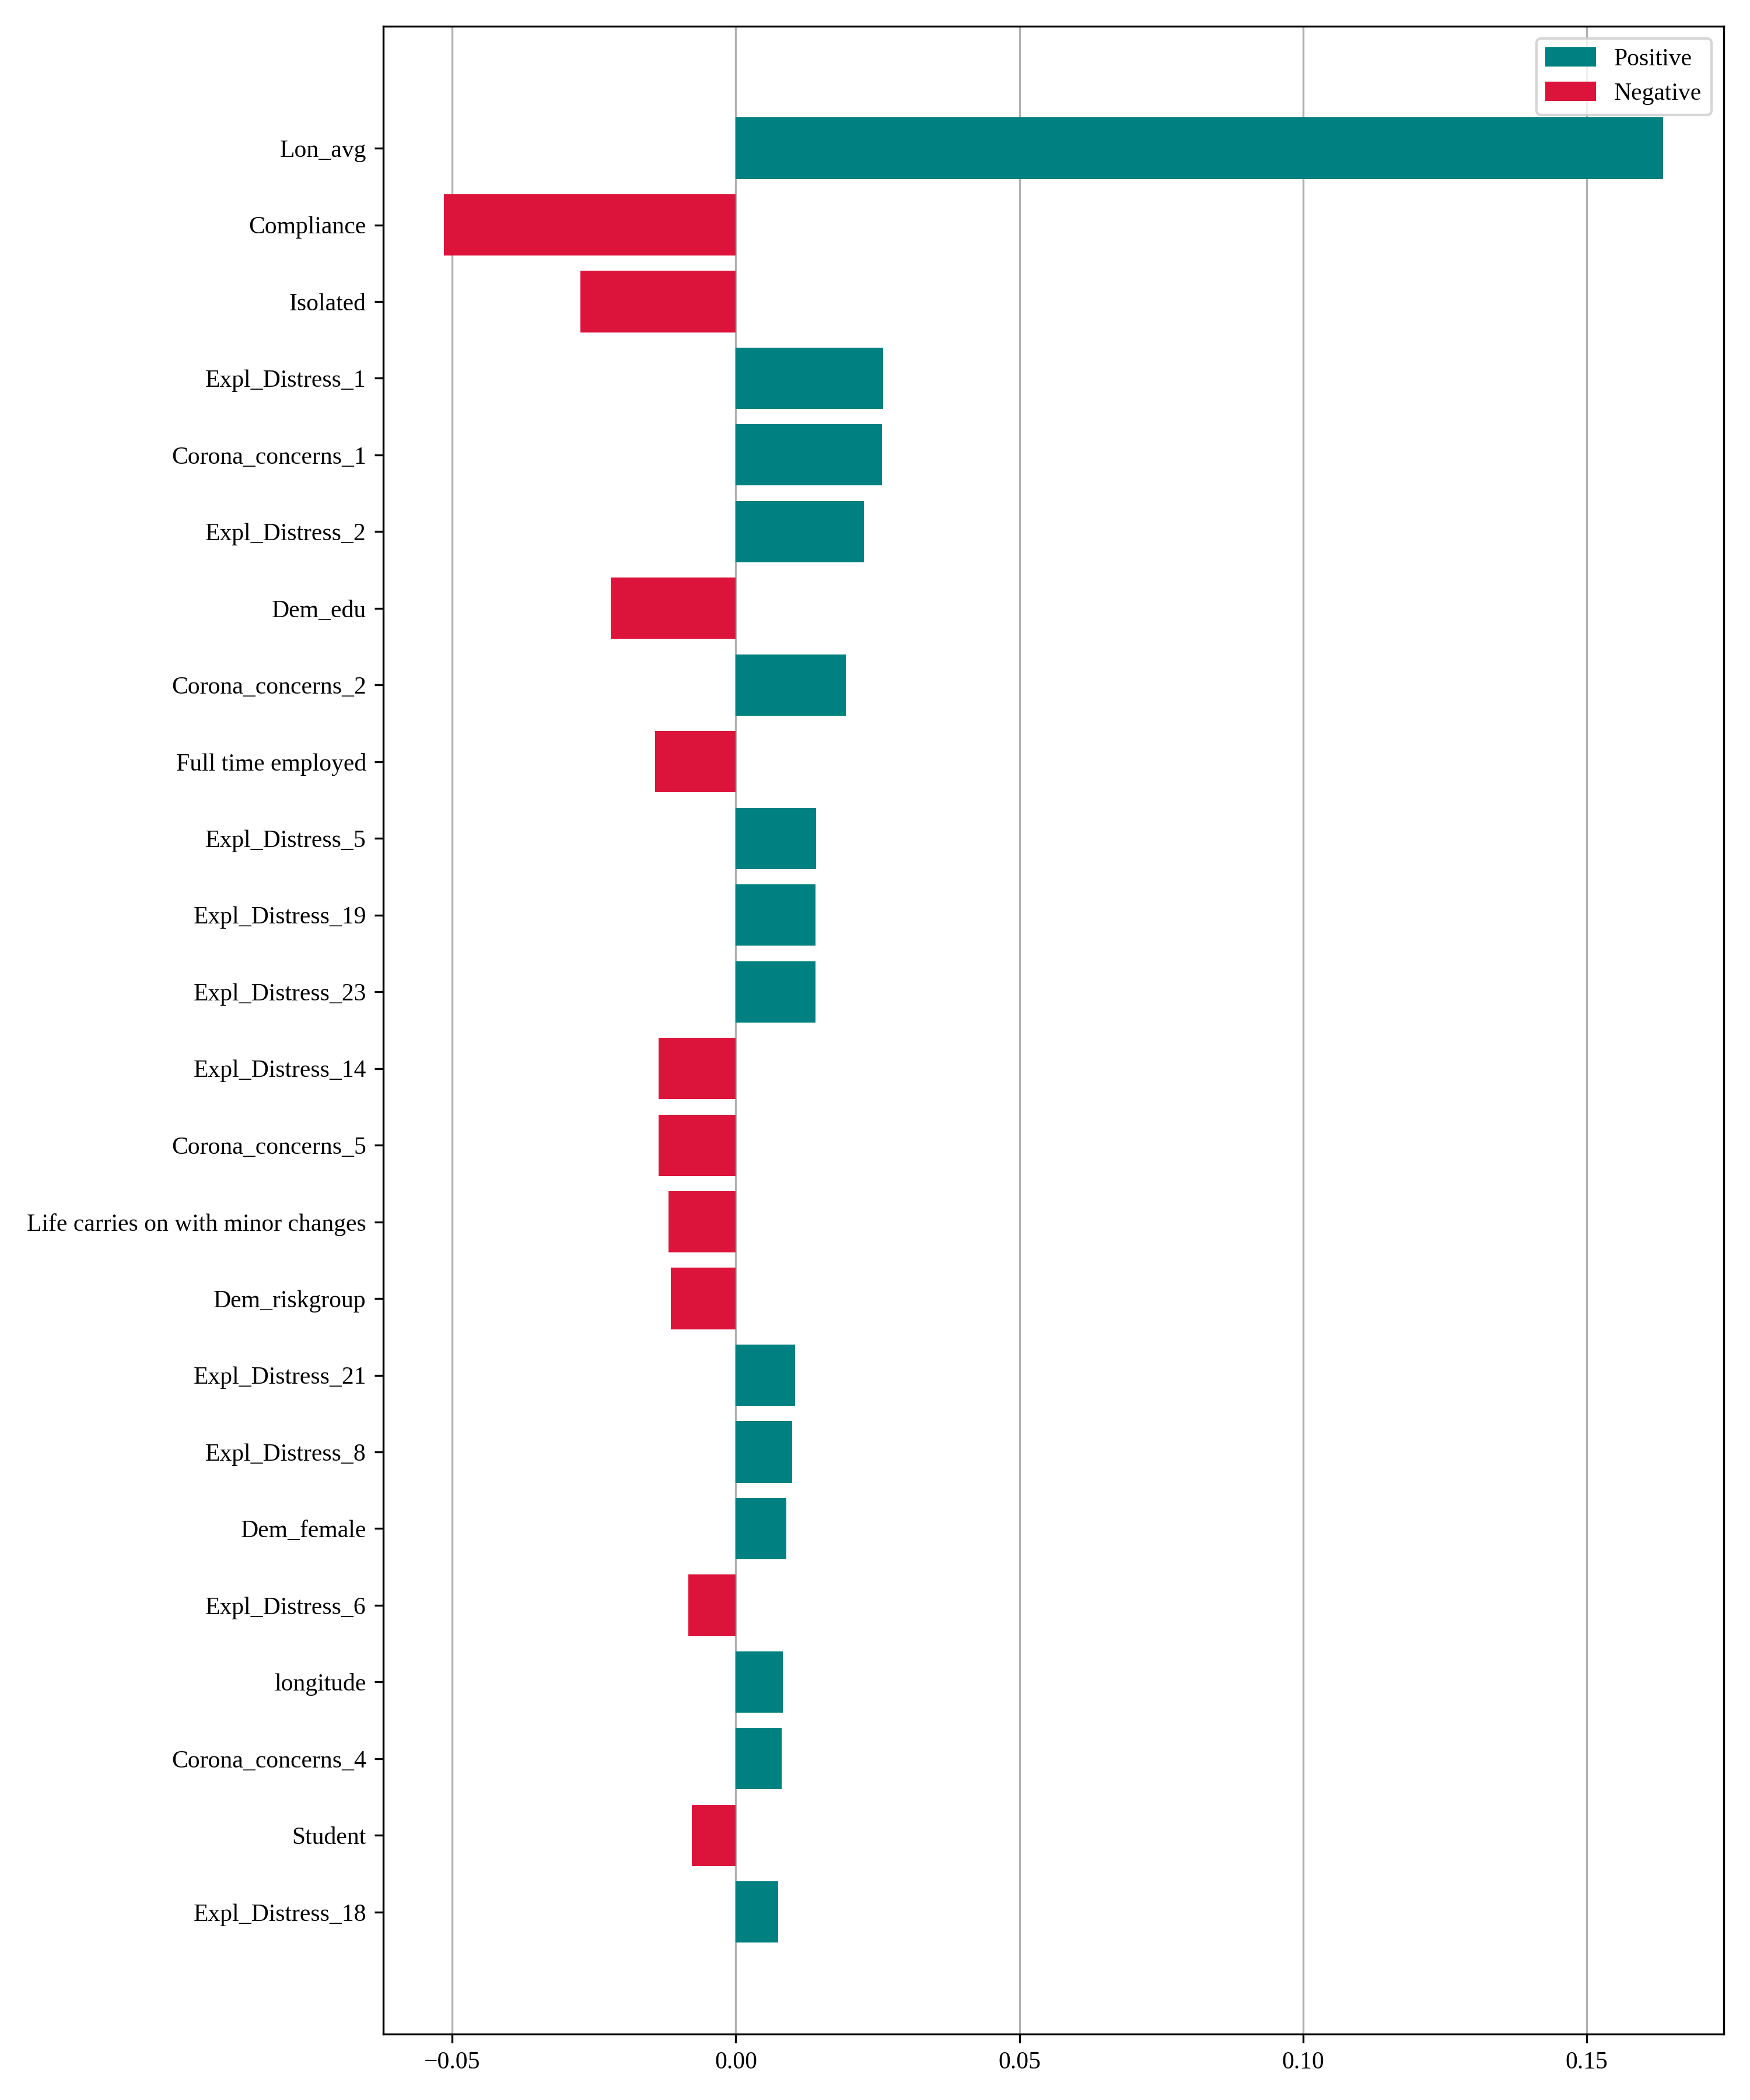 Positive
Negative
Lon_avg
Compliance
Isolated
Expl_Distress_1
Corona_concerns_1
Expl_Distress_2
Dem_edu
Corona_concerns_2
Full time employed
Expl_Distress_5
Expl_Distress_19
Expl_Distress_23
Expl_Distress_14
Corona_concerns_5
Life carries on with minor changes
Dem_riskgroup
Expl_Distress_21
Expl_Distress_8
Dem_female
Expl_Distress_6
longitude
Corona_concerns_4
Student
Expl_Distress_18
−0.05 0.00 0.05 0.10 0.15